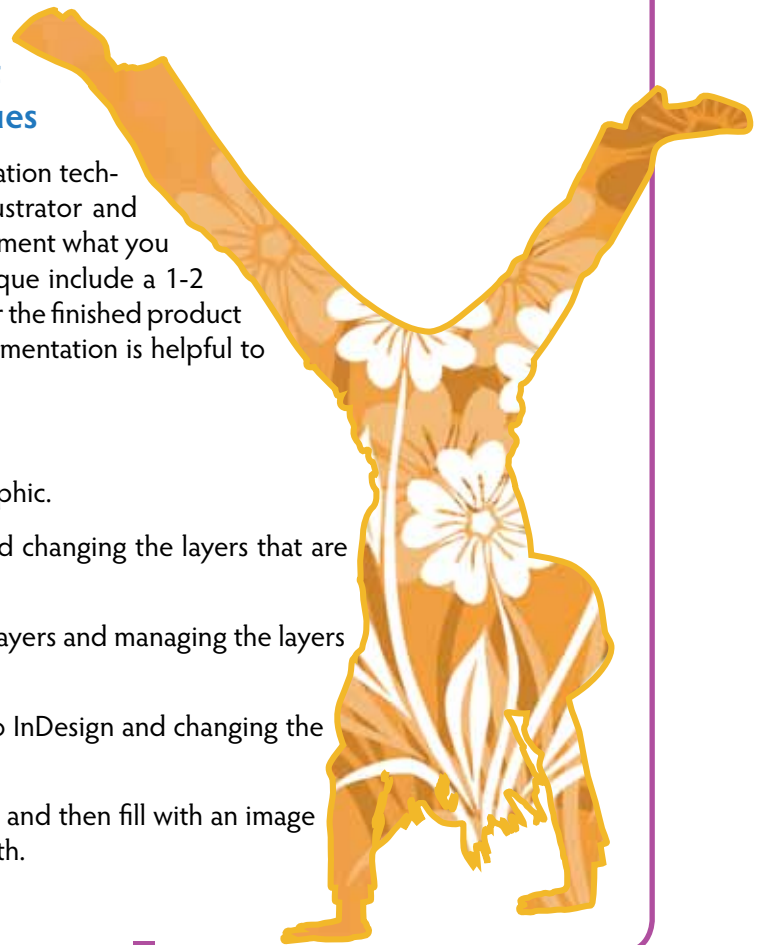 ues
ation tech-
ustrator and
ment what you
que include a 1-2
r the finished product
mentation is helpful to
phic.
d changing the layers that are
ayers and managing the layers
o InDesign and changing the
and then fill with an image
th.